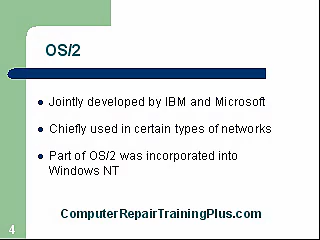 OS/2
Jointly developed by IBM and Microsoft
Chiefly used in certain types of networks
Part of OS/2 was incorporated into
Windows NT
ComputerRepairTrainingPlus.com
4